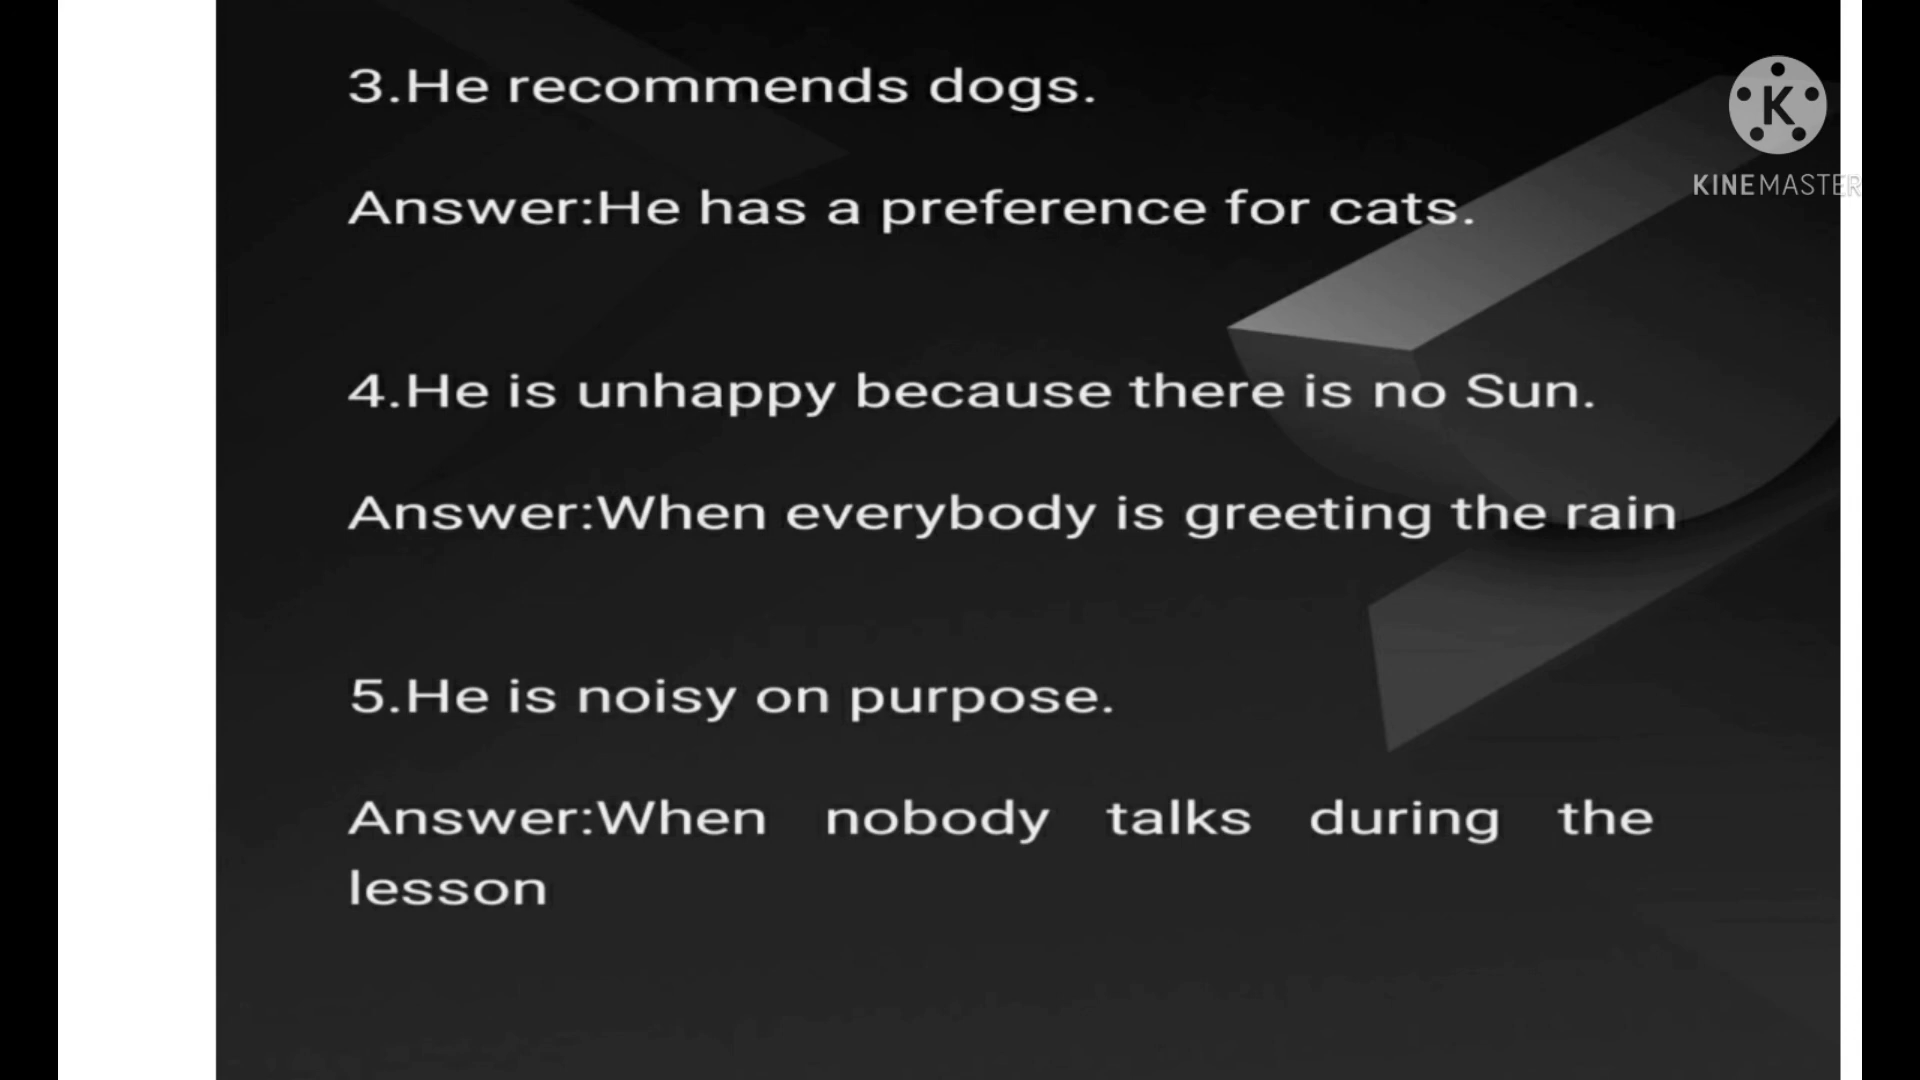 3.He recommends dogs.
Answer:He has a preference for cats.
4.He is unhappy because there is no Sun.
Answer:When everybody is greeting the rain
5.He is noisy on purpose.
Answer:When nobody talks during the
lesson
K
KINEMASTER